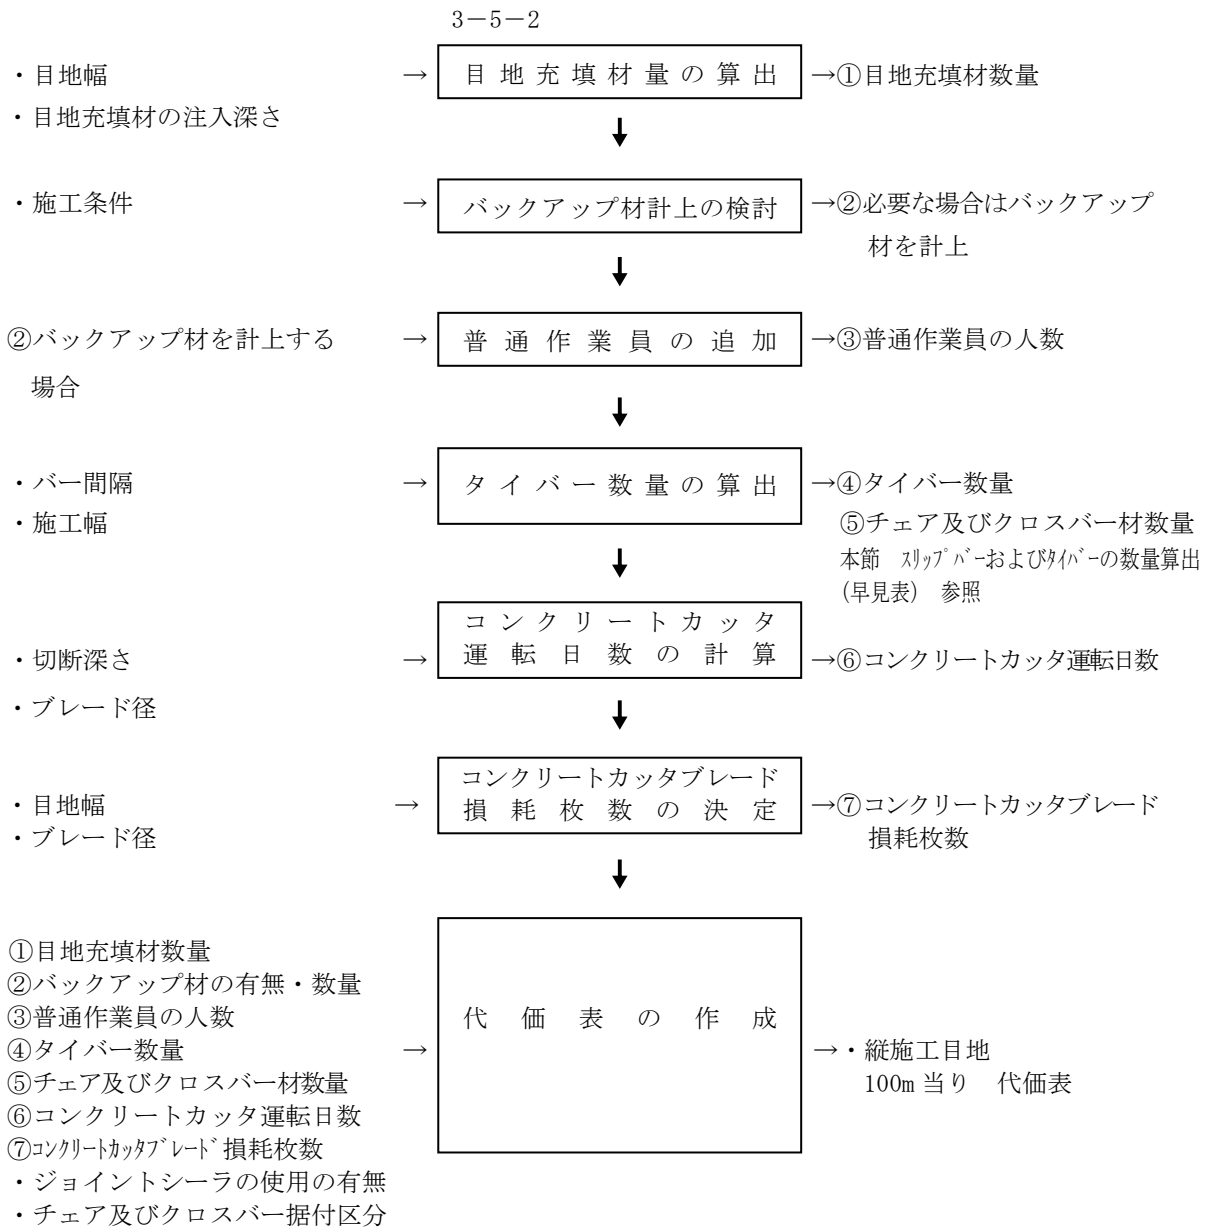 3－5－2
・目地幅 → 目地充填材量の算出 →①目地充填材数量
・目地充填材の注入深さ
・施工条件 → バックアップ材計上の検討 →②必要な場合はバックアップ
材を計上
②バックアップ材を計上する → 普通作業員の追加 →③普通作業員の人数
場合
・バー間隔 → タイバー数量の算出 →④タイバー数量
・施工幅 ⑤チェア及びクロスバー材数量
本節 ｽﾘｯﾌﾟﾊﾞｰおよびﾀｲﾊﾞｰの数量算出
(早見表) 参照
コンクリートカッタ
・切断深さ → 運転日数の計算 →⑥コンクリートカッタ運転日数
・ブレード径
コンクリートカッタブレード
・目地幅 → 損耗枚数の決定 →⑦コンクリートカッタブレード
・ブレード径 損耗枚数
①目地充填材数量
②バックアップ材の有無・数量
③普通作業員の人数 代価表の作成
④タイバー数量 → →・縦施工目地
⑤チェア及びクロスバー材数量 100m当り 代価表
⑥コンクリートカッタ運転日数
⑦ｺﾝｸﾘｰﾄｶｯﾀﾌﾞﾚｰﾄﾞ損耗枚数
・ジョイントシーラの使用の有無
・チェア及びクロスバー据付区分